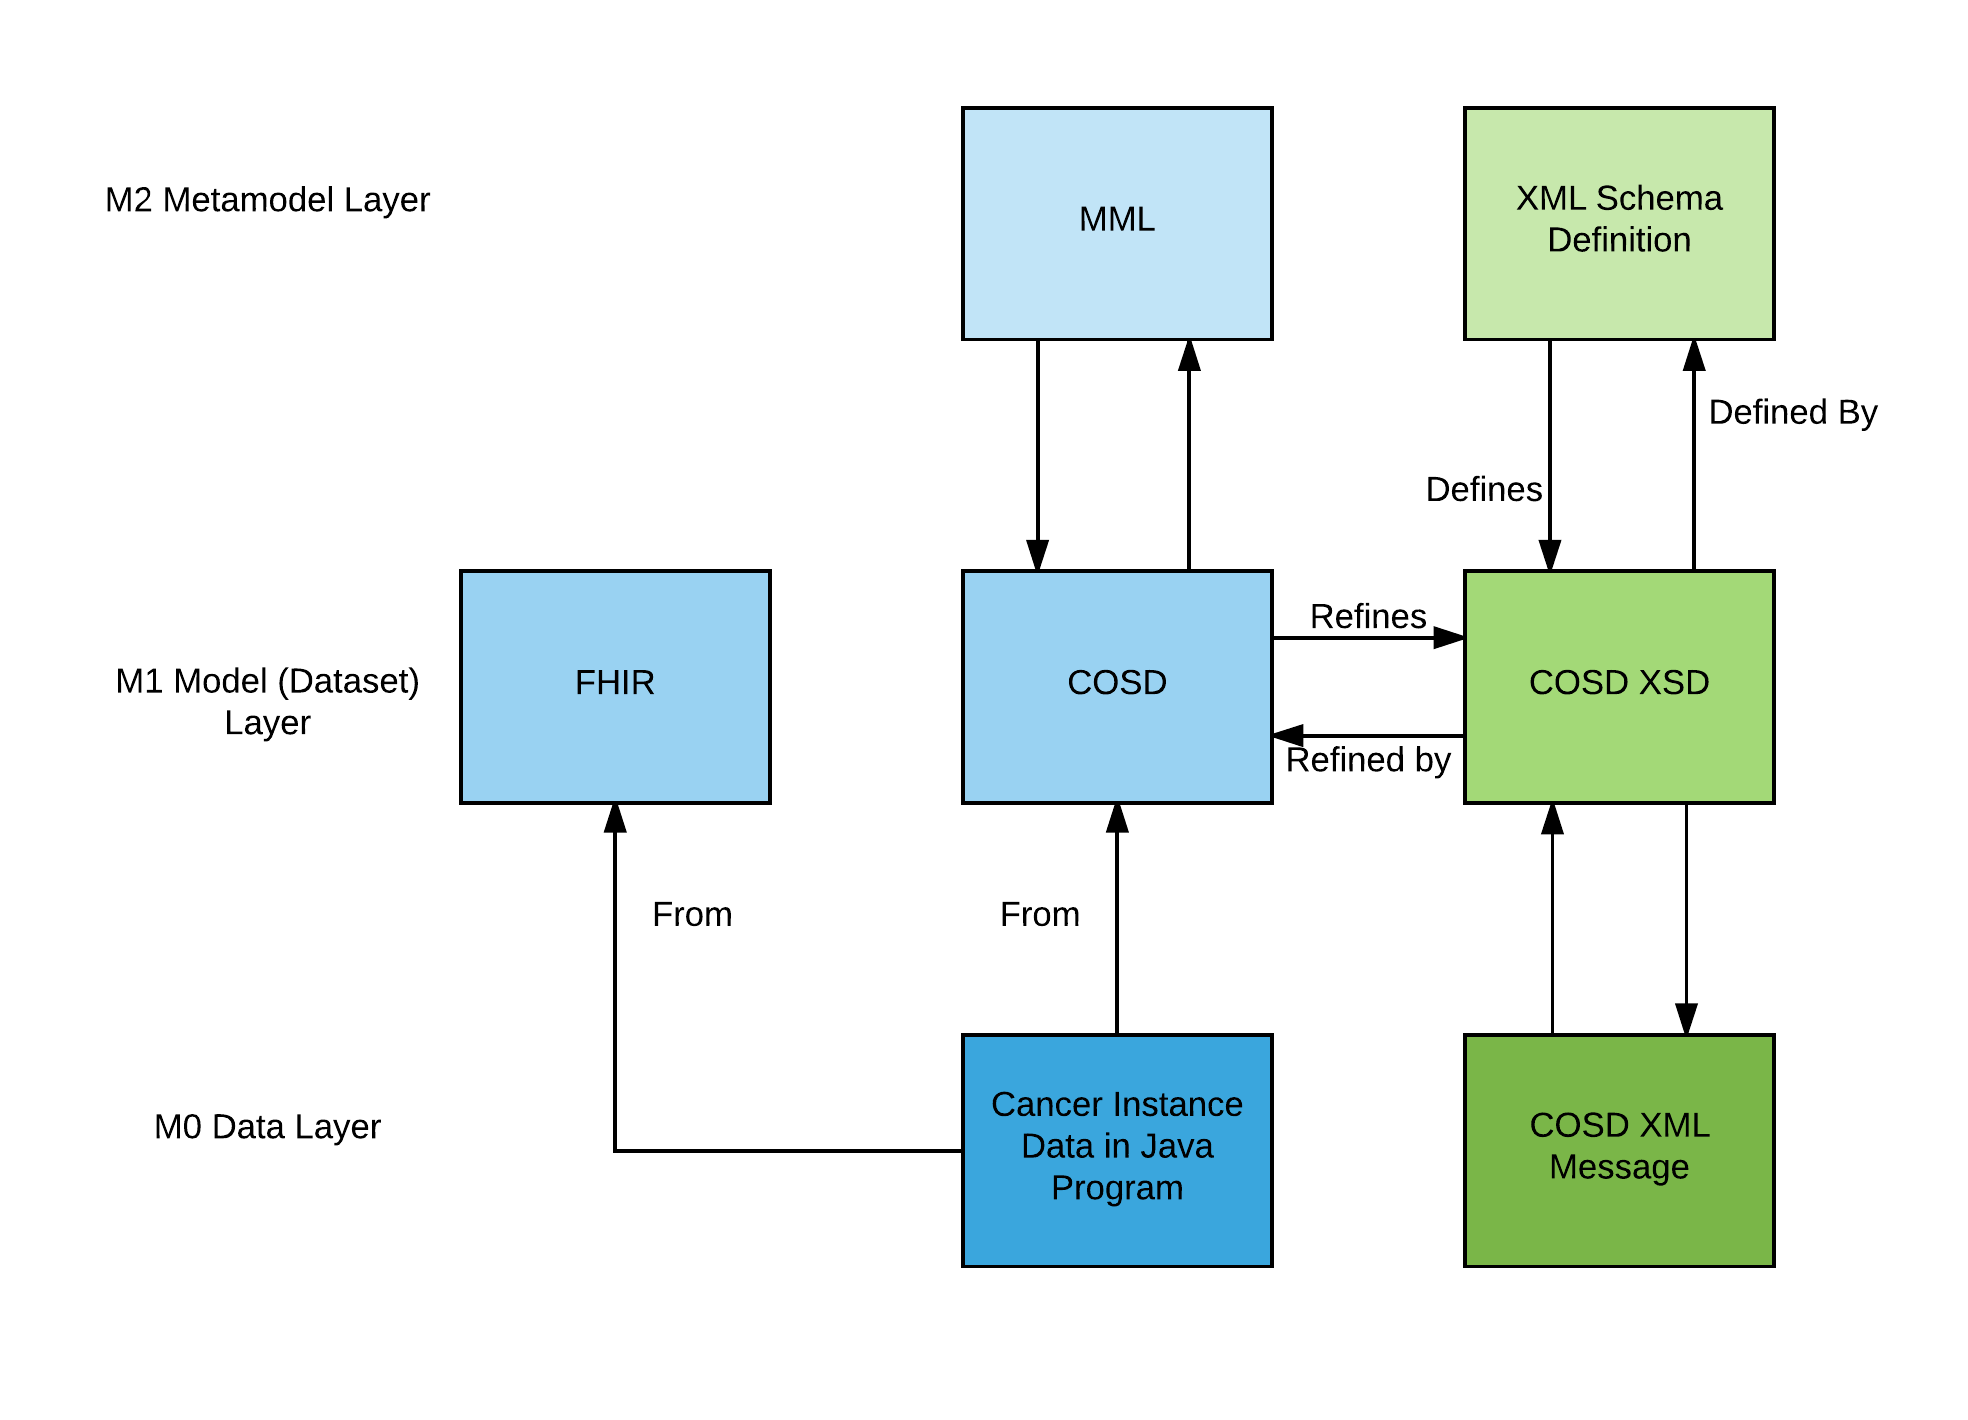 M2 Metamodel Layer
MML
XML Schema
Definition
Defined By
Defines
M1 Model (Dataset)
Layer
FHIR
COSD
Refines
COSD XSD
Refined by
From
From
M0 Data Layer
Cancer Instance
Data in Java
Program
COSD XML
Message